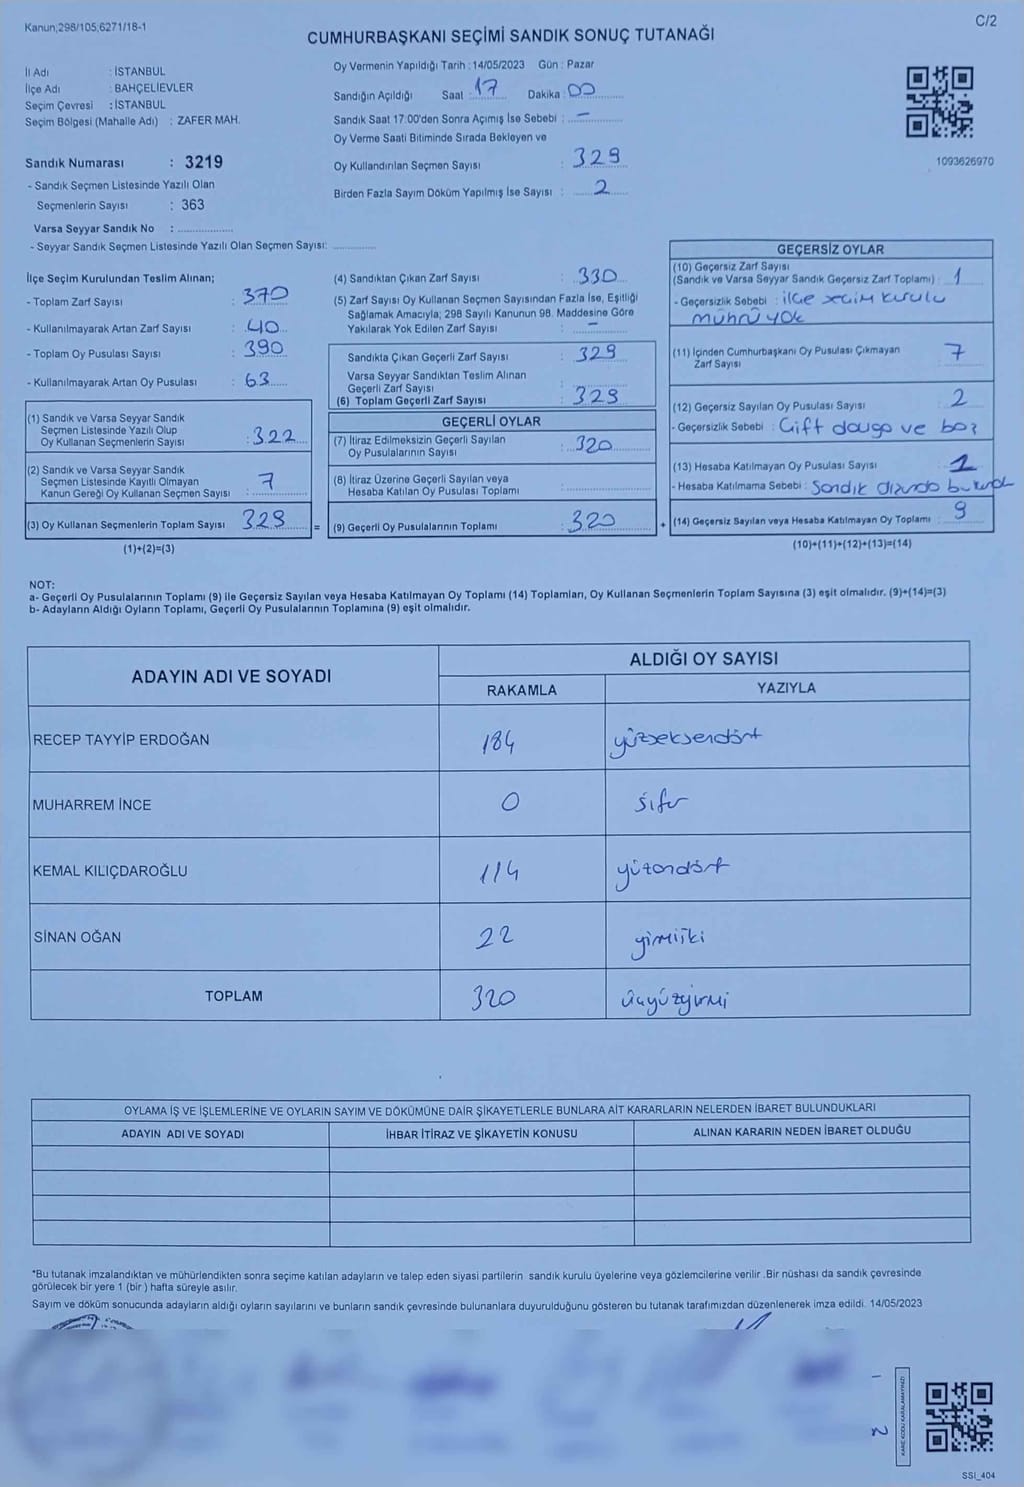 Kanun;298/105,6271/18-1
C/2
CUMHURBAŞKANI SEÇİMİ SANDIK SONUÇ TUTANAĞI
İl Adı : İSTANBUL
İlçe Adı : BAHÇELİEVLER
Seçim Çevresi : İSTANBUL
Seçim Bölgesi (Mahalle Adı) : ZAFER MAH.
Sandık Numarası : 3219
- Sandık Seçmen Listesinde Yazılı Olan
Seçmenlerin Sayısı : 363
Varsa Seyyar Sandık No :
- Seyyar Sandık Seçmen Listesinde Yazılı Olan Seçmen Sayısı:
Oy Vermenin Yapıldığı Tarih : 14/05/2023 Gün : Pazar
Sandığın Açıldığı Saat : 17 Dakika : 00
Sandık Saat 17:00'den Sonra Açımış İse Sebebi : -
Oy Verme Saati Bitiminde Sırada Bekleyen ve
Oy Kullandırılan Seçmen Sayısı : 329
Birden Fazla Sayım Döküm Yapılmış İse Sayısı : 2
1093626970
İlçe Seçim Kurulundan Teslim Alınan;
- Toplam Zarf Sayısı : 370
- Kullanılmayarak Artan Zarf Sayısı : 40
- Toplam Oy Pusulası Sayısı : 390
- Kullanılmayarak Artan Oy Pusulası : 63
(1) Sandık ve Varsa Seyyar Sandık
Seçmen Listesinde Yazılı Olup
Oy Kullanan Seçmenlerin Sayısı : 322
(2) Sandık ve Varsa Seyyar Sandık
Seçmen Listesinde Kayıtlı Olmayan
Kanun Gereği Oy Kullanan Seçmen Sayısı : 7
(3) Oy Kullanan Seçmenlerin Toplam Sayısı 329 =
(1)+(2)=(3)
(4) Sandıktan Çıkan Zarf Sayısı : 330
(5) Zarf Sayısı Oy Kullanan Seçmen Sayısından Fazla İse, Eşitliği
Sağlamak Amacıyla; 298 Sayılı Kanunun 98. Maddesine Göre
Yakılarak Yok Edilen Zarf Sayısı : -
Sandıkta Çıkan Geçerli Zarf Sayısı : 329
Varsa Seyyar Sandıktan Teslim Alınan
Geçerli Zarf Sayısı :
(6) Toplam Geçerli Zarf Sayısı : 329
GEÇERLİ OYLAR
(7) İtiraz Edilmeksizin Geçerli Sayılan
Oy Pusulalarının Sayısı : 320
(8) İtiraz Üzerine Geçerli Sayılan veya
Hesaba Katılan Oy Pusulası Toplamı :
(9) Geçerli Oy Pusulalarının Toplamı : 320 +
GEÇERSİZ OYLAR
(10) Geçersiz Zarf Sayısı
(Sandık ve Varsa Seyyar Sandık Geçersiz Zarf Toplamı) : 1
- Geçersizlik Sebebi : ilçe seçim kurulu
mührü yok
(11) İçinden Cumhurbaşkanı Oy Pusulası Çıkmayan
Zarf Sayısı : 7
(12) Geçersiz Sayılan Oy Pusulası Sayısı : 2
- Geçersizlik Sebebi : Çift damga ve boş
(13) Hesaba Katılmayan Oy Pusulası Sayısı
- Hesaba Katılmama Sebebi : Sandık dışında
(14) Geçersiz Sayılan veya Hesaba Katılmayan Oy Toplamı : 9
(10)+(11)+(12)+(13)=(14)
NOT:
a- Geçerli Oy Pusulalarının Toplamı (9) ile Geçersiz Sayılan veya Hesaba Katılmayan Oy Toplamı (14) Toplamları, Oy Kullanan Seçmenlerin Toplam Sayısına (3) eşit olmalıdır. (9)+(14)=(3)
b- Adayların Aldığı Oyların Toplamı, Geçerli Oy Pusulalarının Toplamına (9) eşit olmalıdır.
ADAYIN ADI VE SOYADI
ALDIĞI OY SAYISI
RAKAMLA YAZIYLA
RECEP TAYYİP ERDOĞAN 184 yüzseksendört
MUHARREM İNCE 0 sıfır
KEMAL KILIÇDAROĞLU 114 yüzondört
SİNAN OĞAN 22 yirmiiki
TOPLAM 320 üçyüzyirmi
OYLAMA İŞ VE İŞLEMLERİNE VE OYLARIN SAYIM VE DÖKÜMÜNE DAİR ŞİKAYETLERLE BUNLARA AİT KARARLARIN NELERDEN İBARET BULUNDUKLARI
ADAYIN ADI VE SOYADI İHBAR İTİRAZ VE ŞİKAYETİN KONUSU ALINAN KARARIN NEDEN İBARET OLDUĞU
*Bu tutanak imzalandıktan ve mühürlendikten sonra seçime katılan adayların ve talep eden siyasi partilerin sandık kurulu üyelerine veya gözlemcilerine verilir .Bir nüshası da sandık çevresinde
görülecek bir yere 1 (bir ) hafta süreyle asılır.
Sayım ve döküm sonucunda adayların aldığı oyların sayılarını ve bunların sandık çevresinde bulunanlara duyurulduğunu gösteren bu tutanak tarafımızdan düzenlenerek imza edildi. 14/05/2023
KARE KODU KARALAMAYINIZ!
SSİ_404